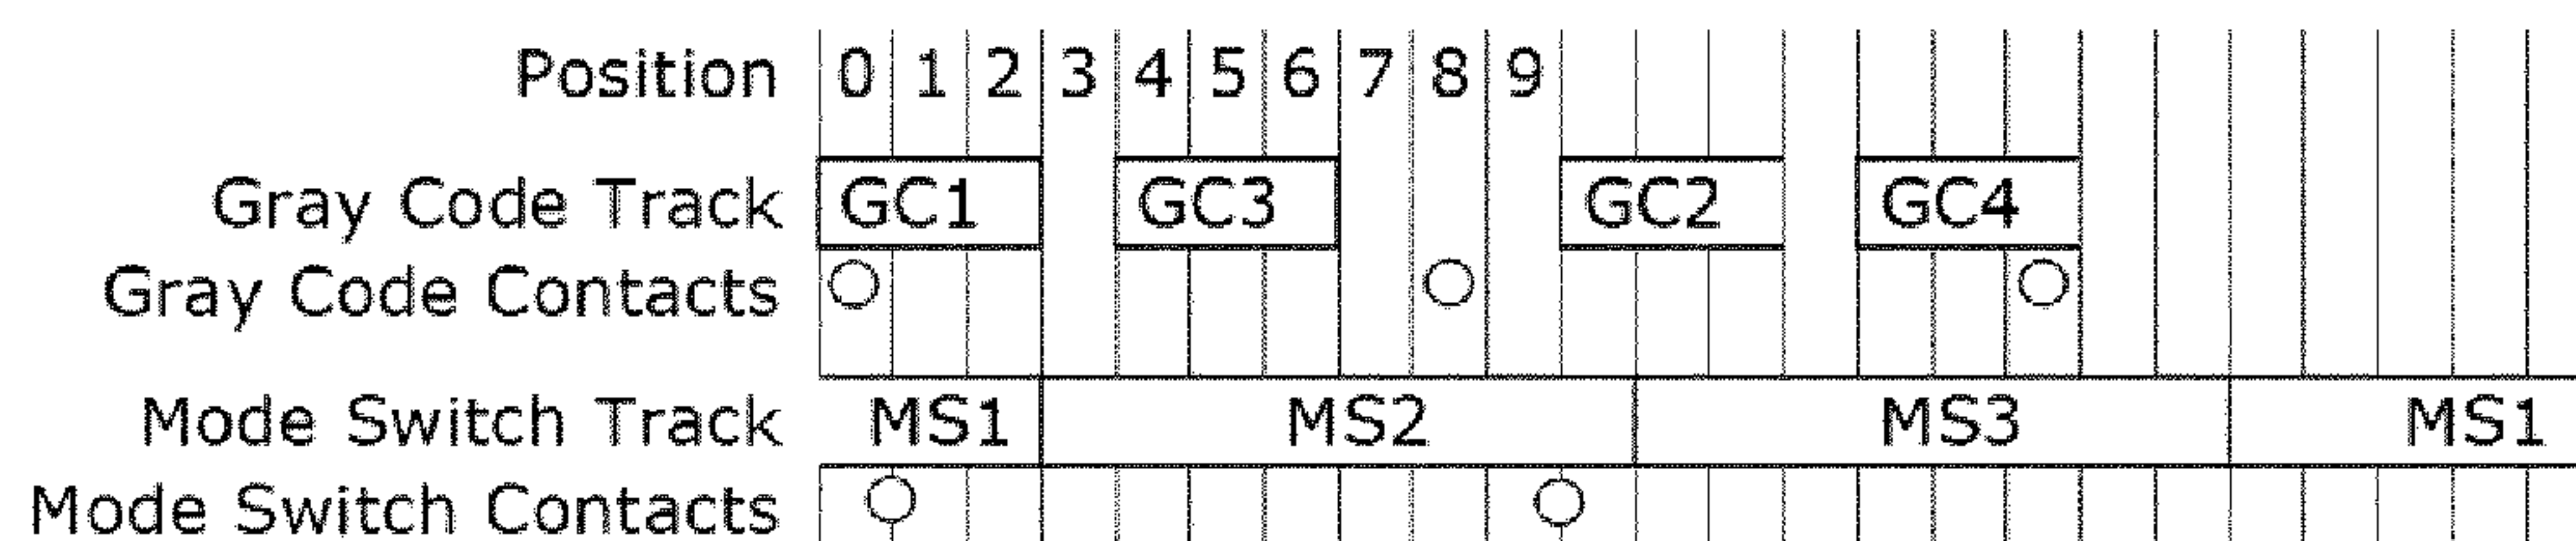 Position 0 1 2 3 4 5 6 7 8 9
Gray Code Track GC1 GC3 GC2 GC4
Gray Code Contacts
Mode Switch Track MS1 MS2 MS3 MS1
Mode Switch Contacts